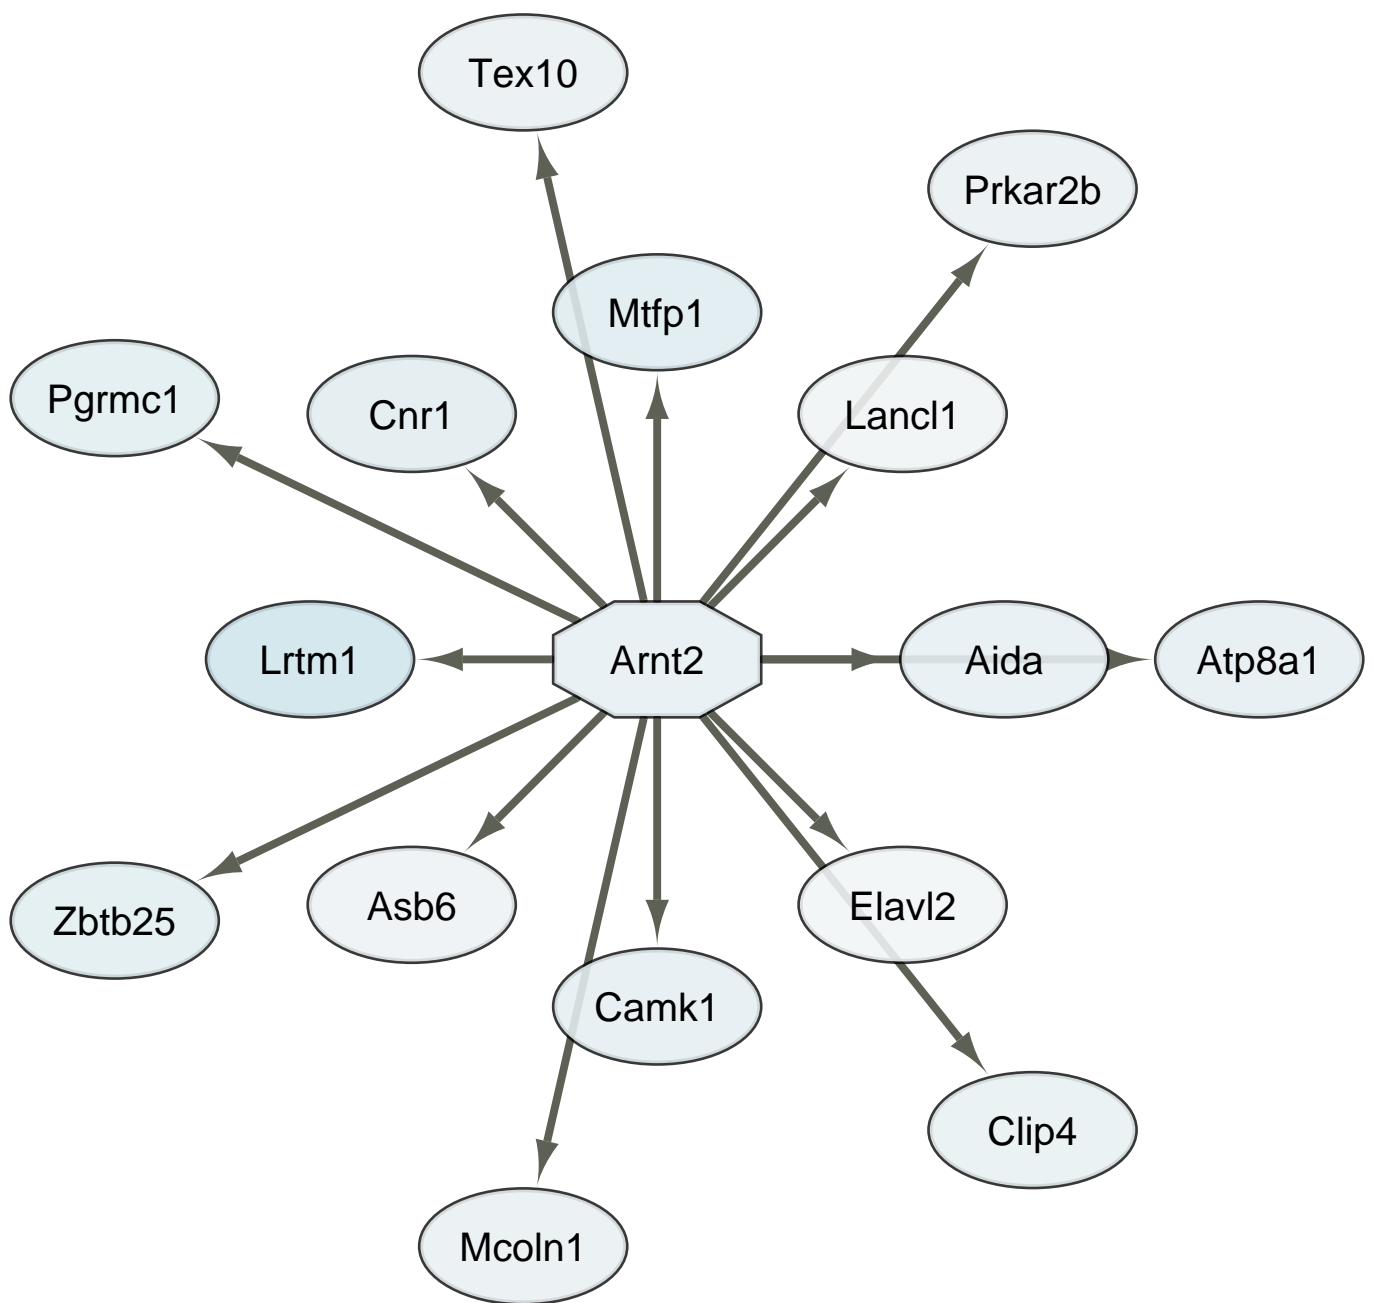 Tex10
Prkar2b
Mtfp1
Pgrmc1
Cnr1
Lancl1
Lrtm1
Arnt2
Aida
Atp8a1
Zbtb25
Asb6
Elavl2
Camk1
Clip4
Mcoln1